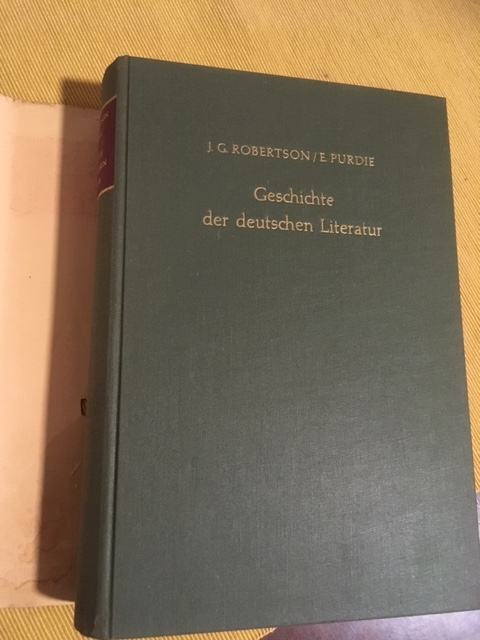 J. G. ROBERTSON / E. PURDIE
Geschichte
der deutschen Literatur